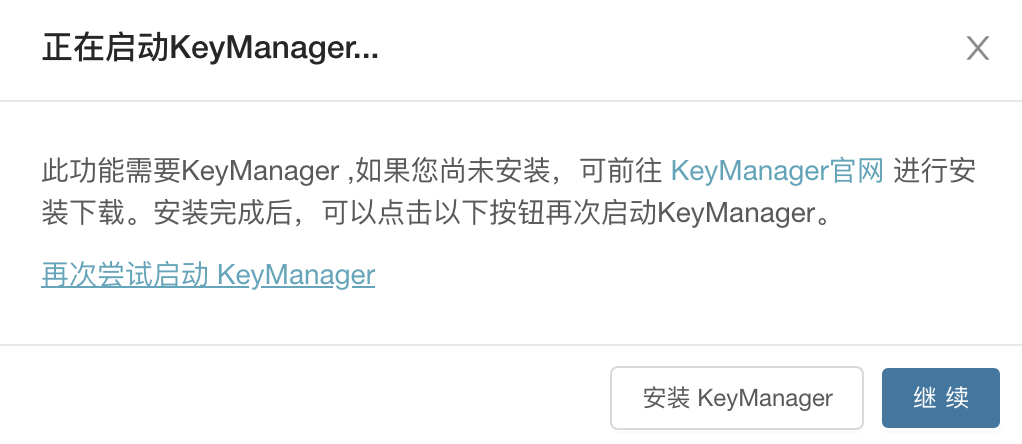 正在启动KeyManager...
X
此功能需要KeyManager ,如果您尚未安装，可前往 KeyManager官网 进行安
装下载。安装完成后，可以点击以下按钮再次启动KeyManager。
再次尝试启动 KeyManager
安装 KeyManager
继 续